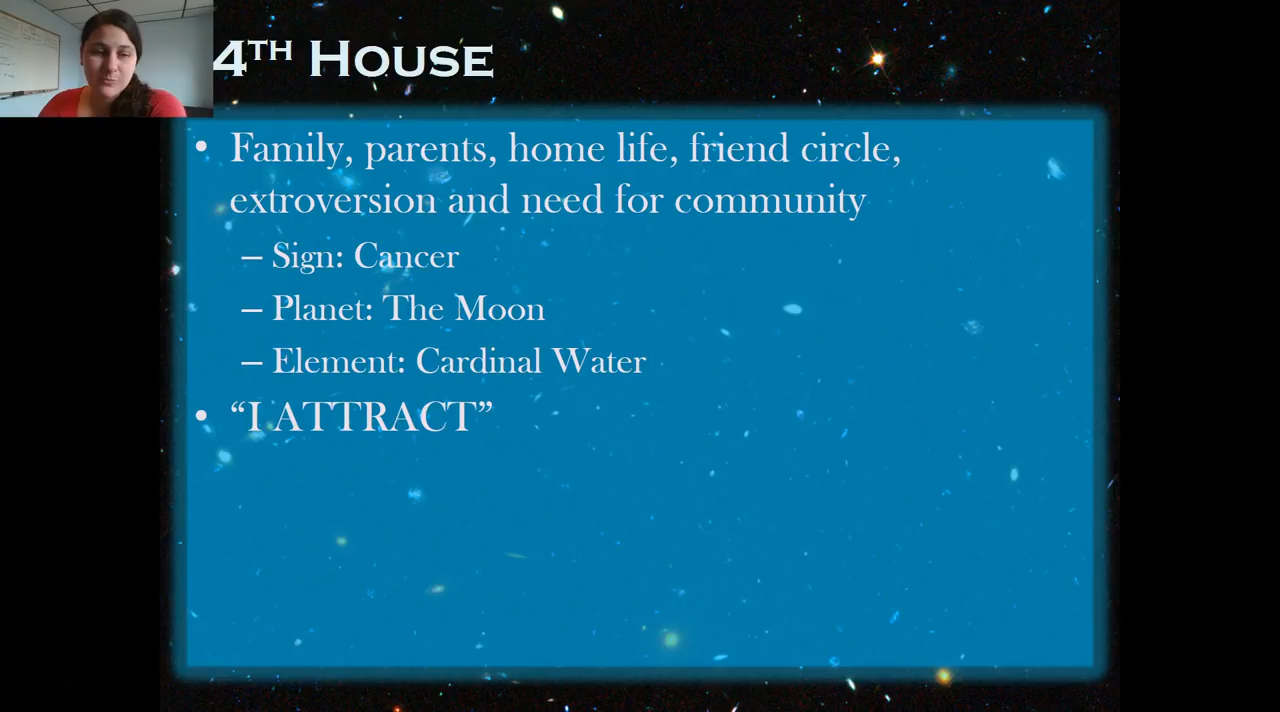 4TH HOUSE
• Family, parents, home life, friend circle,
extroversion and need for community
– Sign: Cancer
– Planet: The Moon
– Element: Cardinal Water
• “I ATTRACT”